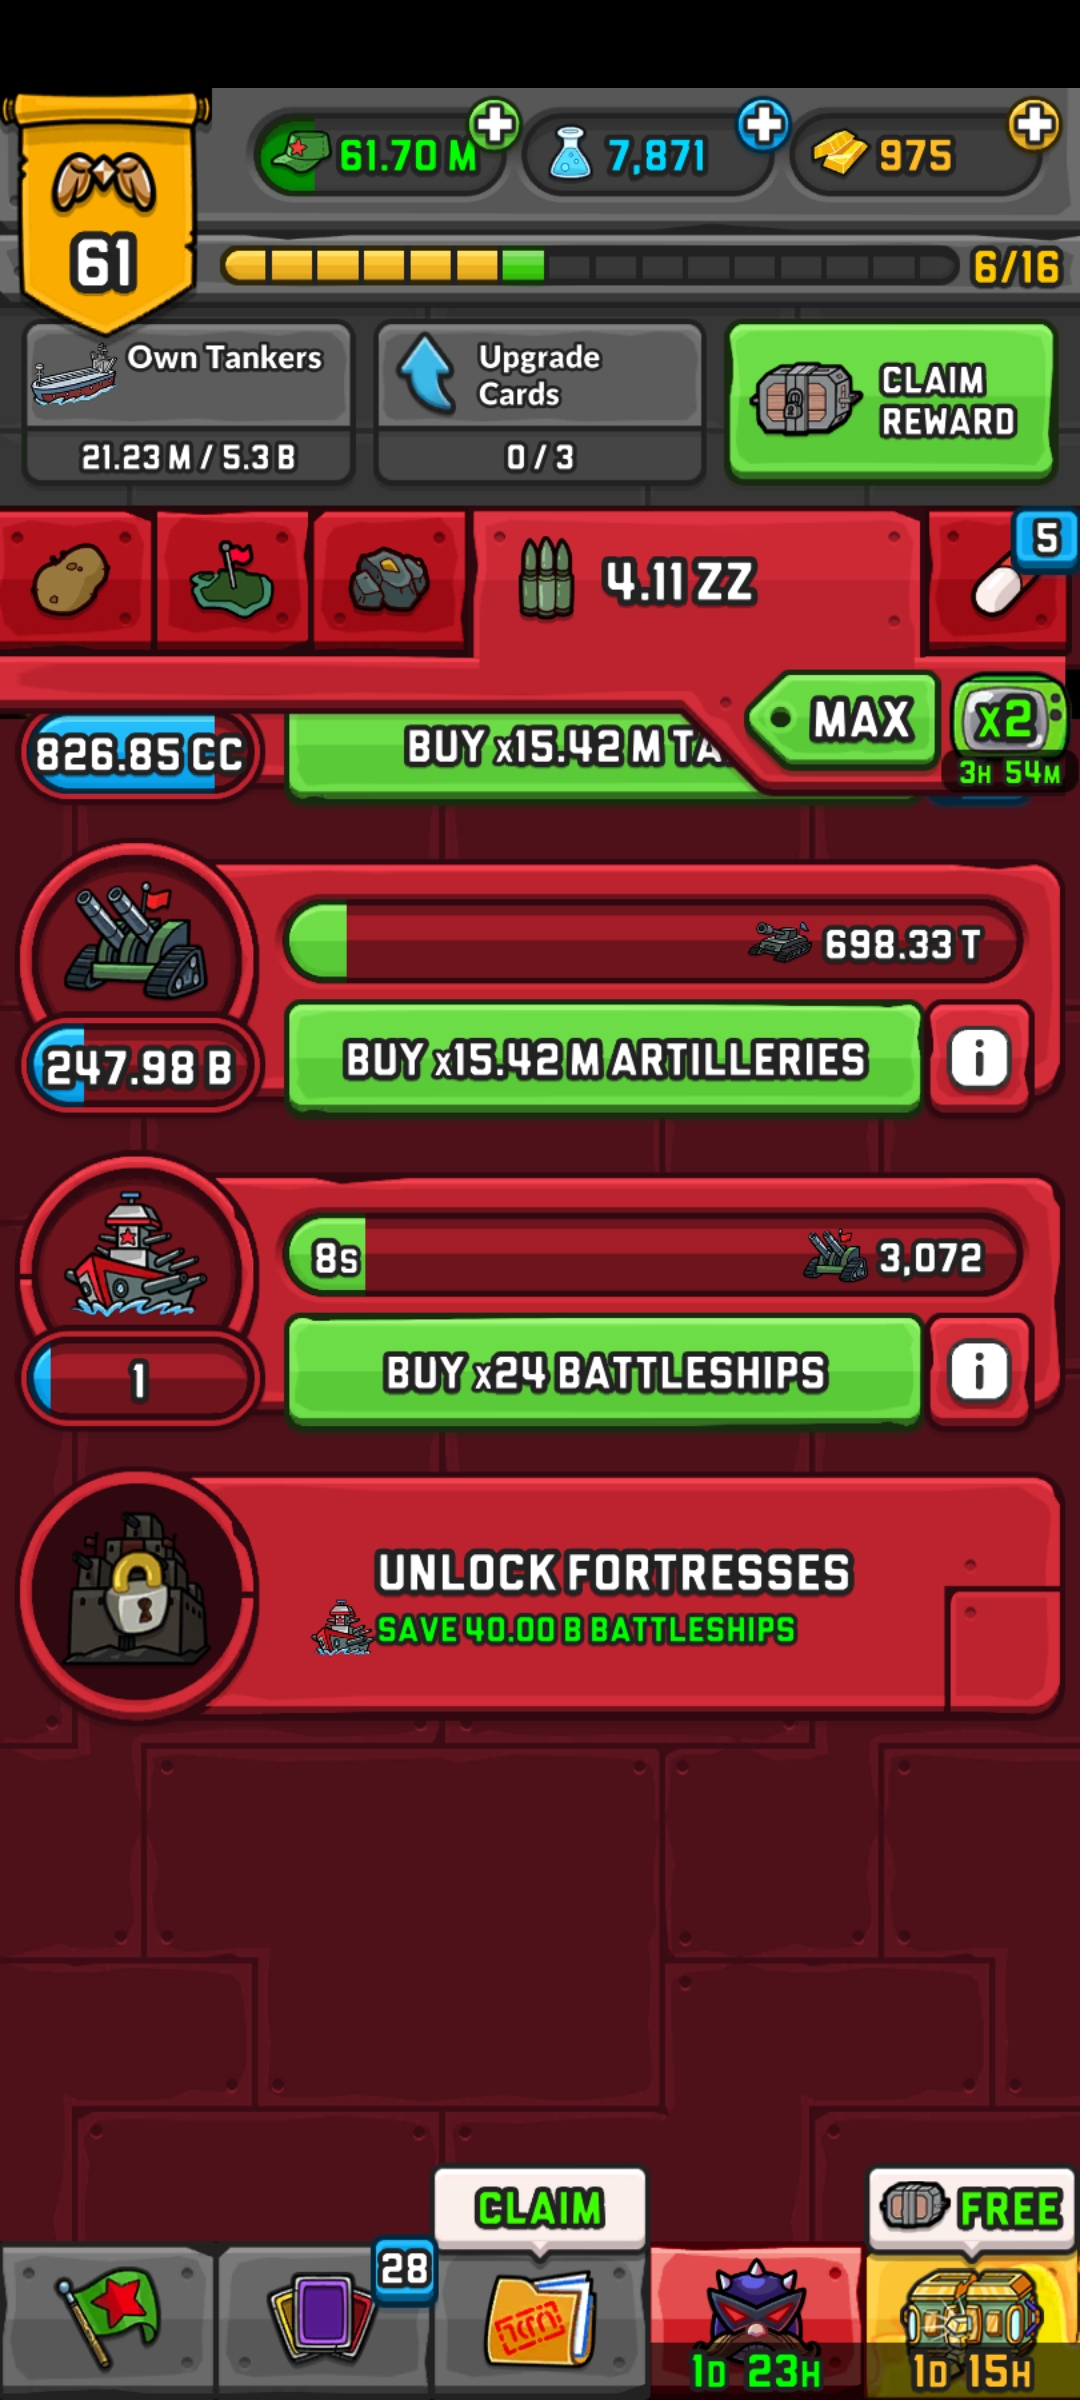 61.70 M
7,871
975
61
6/16
Own Tankers
21.23 M / 5.3 B
Upgrade
Cards
0 / 3
CLAIM
REWARD
4.11 ZZ
5
MAX
x2
3H 54M
826.85 CC
BUY x15.42 M TA
698.33 T
247.98 B
BUY x15.42 M ARTILLERIES
i
8s
3,072
1
BUY x24 BATTLESHIPS
i
UNLOCK FORTRESSES
SAVE 40.00 B BATTLESHIPS
CLAIM
FREE
28
1D 23H
1D 15H